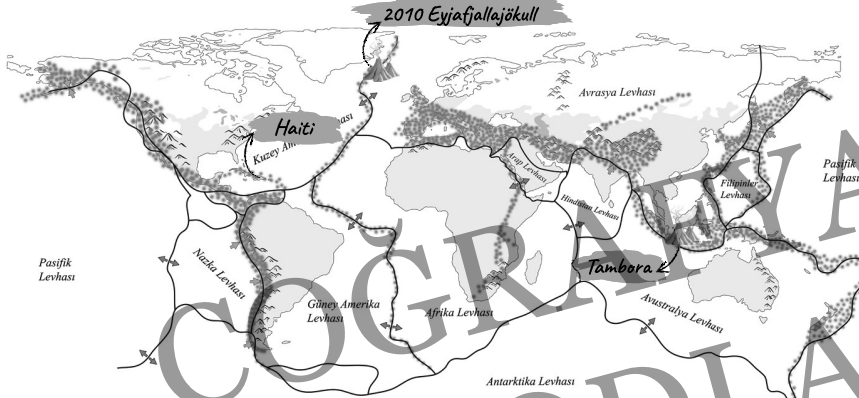 2010 Eyjafjallajökull
Avrasya Levhası
Haiti
Kuzey
Arap Levhası
Pasifik
Levhası
Filipinler
Levhası
Hindistan Levhası
Pasifik
Levhası
Nazka Levhası
Tambora
Güney Amerika
Levhası
Afrika Levhası
Avustralya Levhası
Antarktika Levhası
COĞRAFYA